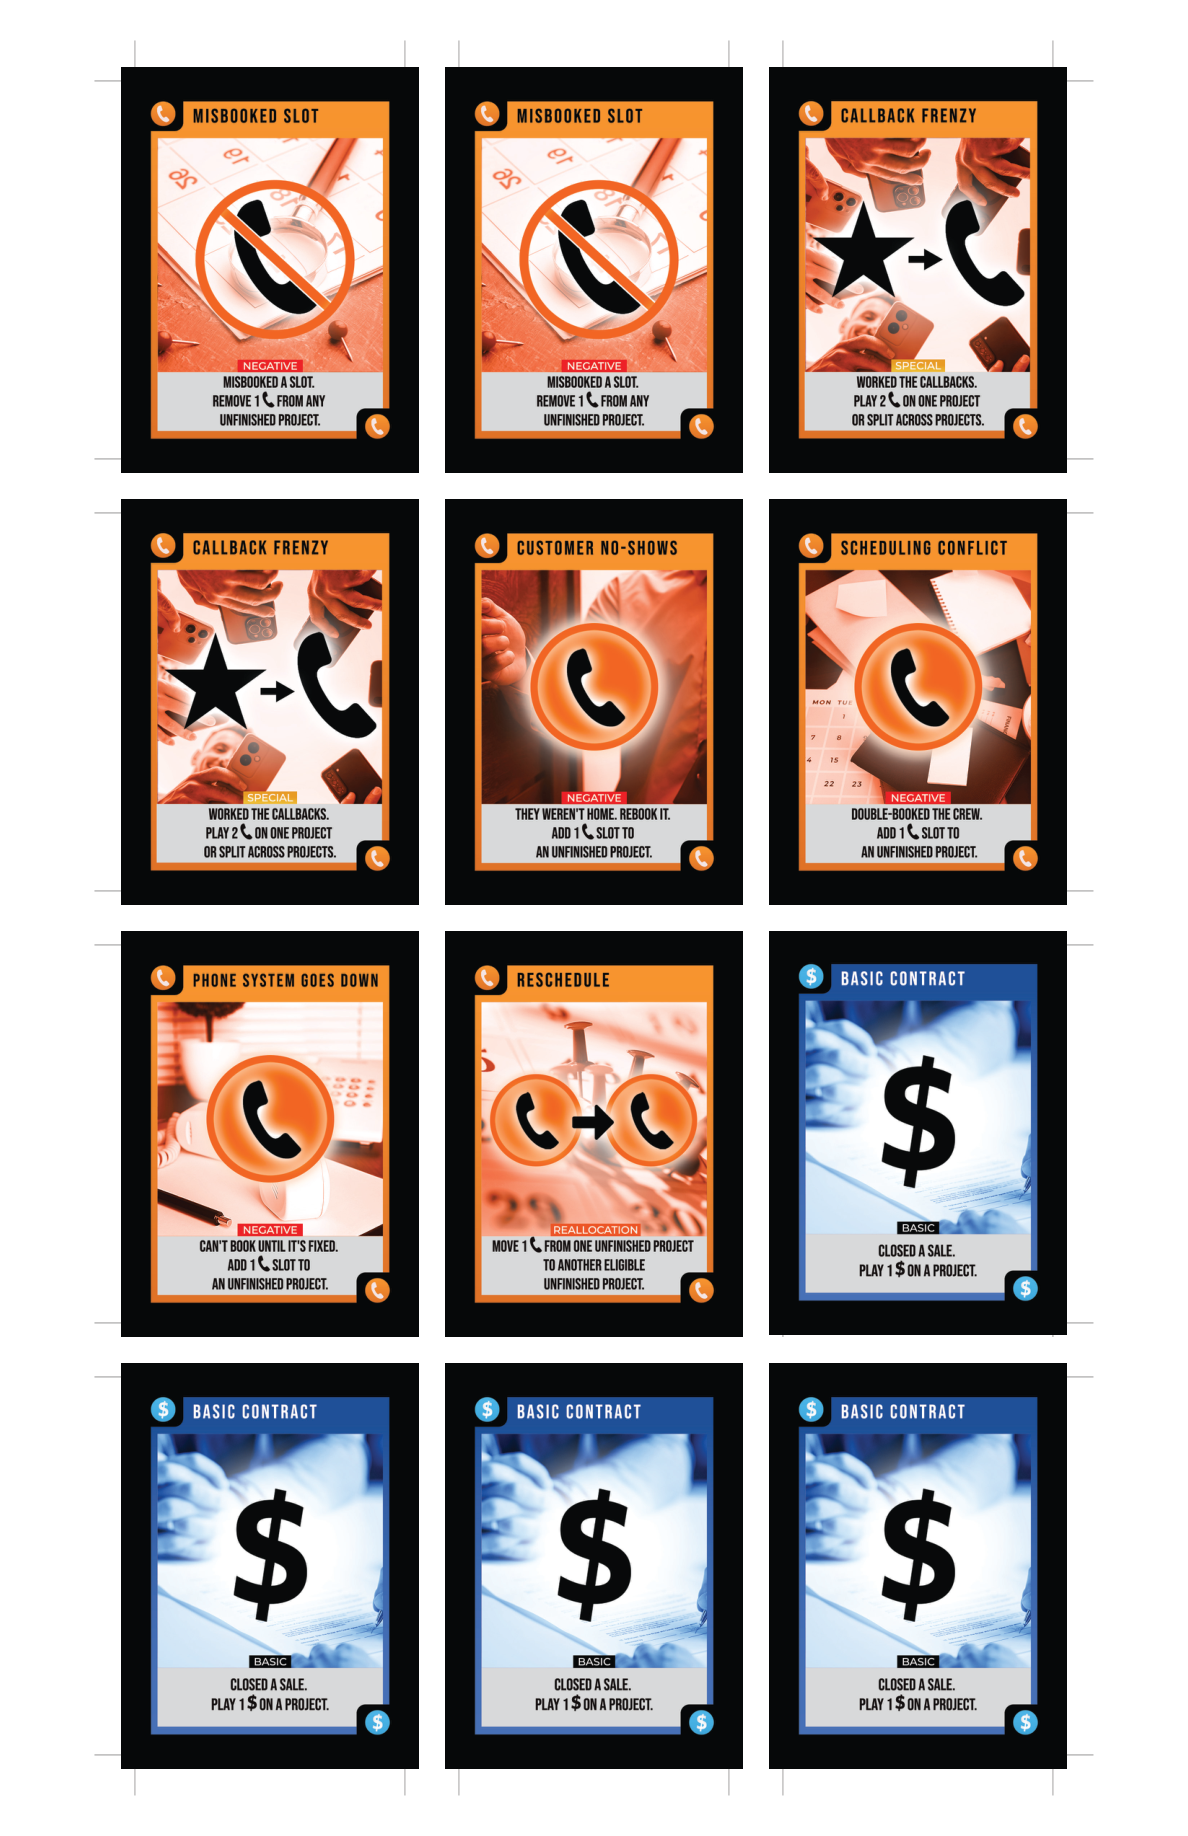 MISBOOKED SLOT
NEGATIVE
MISBOOKED A SLOT.
REMOVE 1 FROM ANY
UNFINISHED PROJECT.
MISBOOKED SLOT
NEGATIVE
MISBOOKED A SLOT.
REMOVE 1 FROM ANY
UNFINISHED PROJECT.
CALLBACK FRENZY
SPECIAL
WORKED THE CALLBACKS.
PLAY 2 ON ONE PROJECT
OR SPLIT ACROSS PROJECTS.
CALLBACK FRENZY
SPECIAL
WORKED THE CALLBACKS.
PLAY 2 ON ONE PROJECT
OR SPLIT ACROSS PROJECTS.
CUSTOMER NO-SHOWS
NEGATIVE
THEY WEREN'T HOME. REBOOK IT.
ADD 1 SLOT TO
AN UNFINISHED PROJECT.
SCHEDULING CONFLICT
MON TUE
1
7 8
4 15
22 23
NEGATIVE
DOUBLE-BOOKED THE CREW.
ADD 1 SLOT TO
AN UNFINISHED PROJECT.
PHONE SYSTEM GOES DOWN
NEGATIVE
CAN'T BOOK UNTIL IT'S FIXED.
ADD 1 SLOT TO
AN UNFINISHED PROJECT.
RESCHEDULE
REALLOCATION
MOVE 1 FROM ONE UNFINISHED PROJECT
TO ANOTHER ELIGIBLE
UNFINISHED PROJECT.
$ BASIC CONTRACT
$
BASIC
CLOSED A SALE.
PLAY 1 $ ON A PROJECT.
$
$ BASIC CONTRACT
$
BASIC
CLOSED A SALE.
PLAY 1 $ ON A PROJECT.
$
$ BASIC CONTRACT
$
BASIC
CLOSED A SALE.
PLAY 1 $ ON A PROJECT.
$
$ BASIC CONTRACT
$
BASIC
CLOSED A SALE.
PLAY 1 $ ON A PROJECT.
$